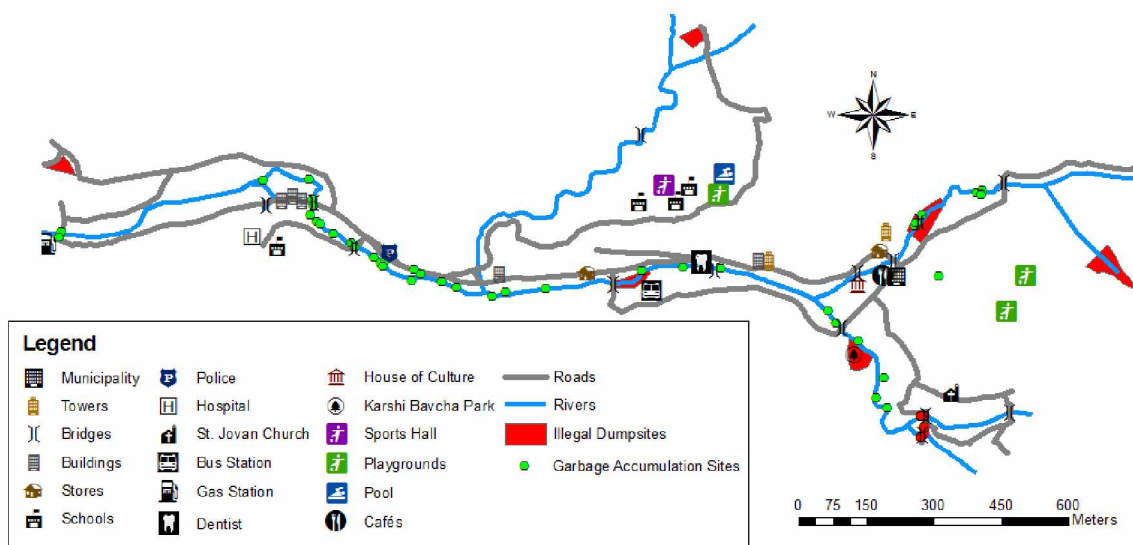 N
W E
S
H
P
Legend
Municipality Police House of Culture Roads
Towers Hospital Karshi Bavcha Park Rivers
Bridges St. Jovan Church Sports Hall Illegal Dumpsites
Buildings Bus Station Playgrounds Garbage Accumulation Sites
Stores Gas Station Pool
Schools Dentist Cafés
0 75 150 300 450 600
Meters